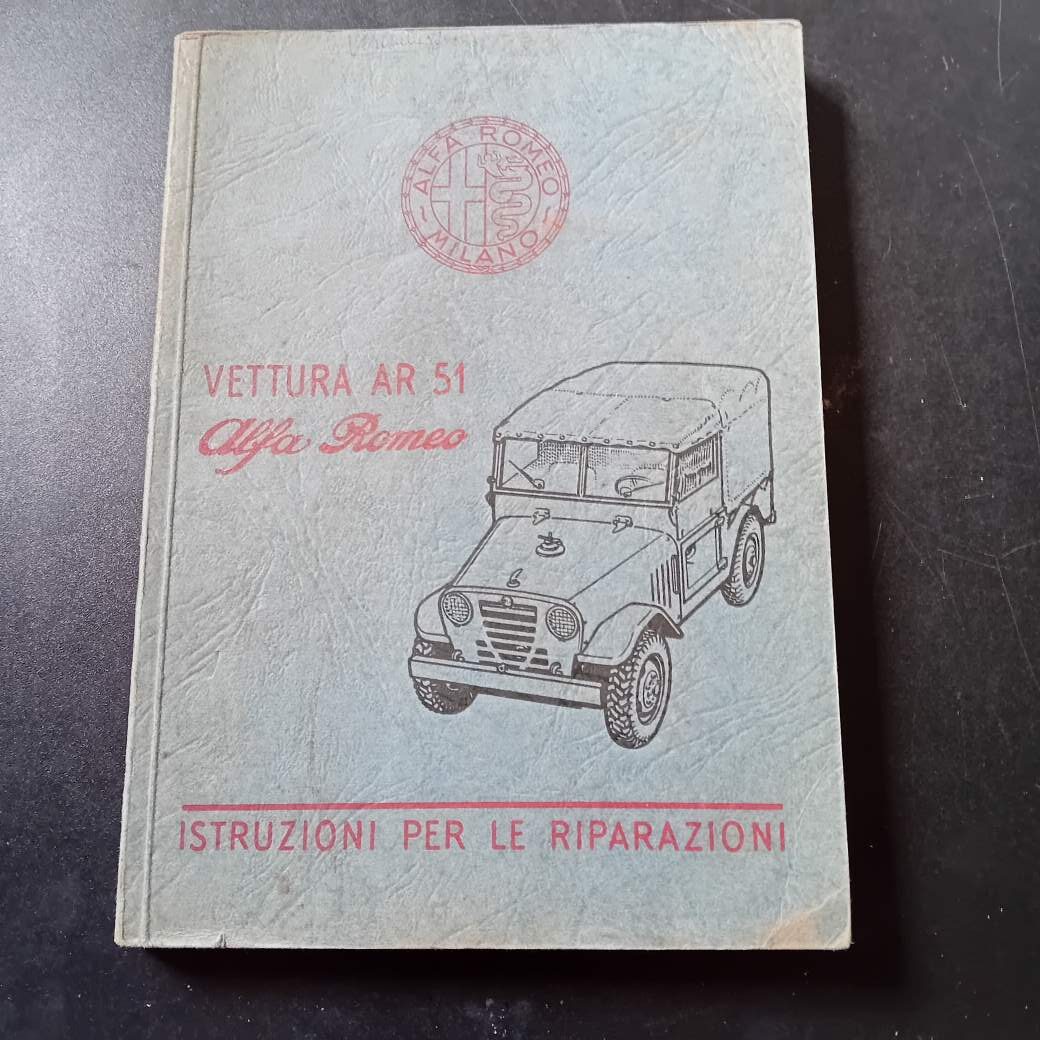 ALFA ROMEO
MILANO
VETTURA AR 51
Alfa Romeo
ISTRUZIONI PER LE RIPARAZIONI